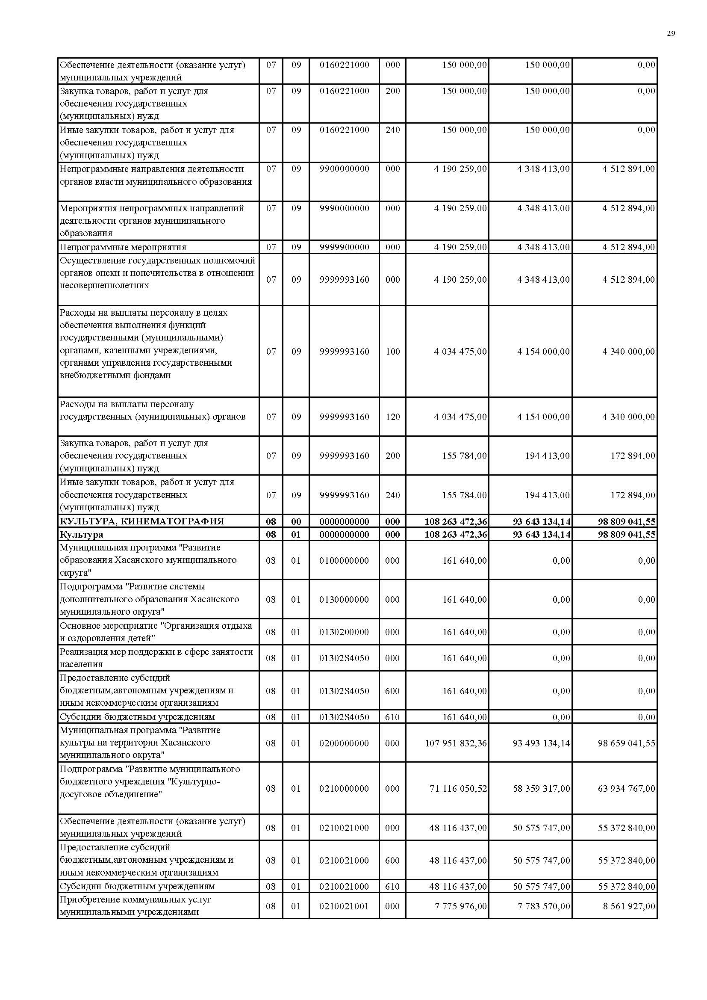 29
Обеспечение деятельности (оказание услуг) 07 09 0160221000 000 150 000,00 150 000,00 0,00
муниципальных учреждений
Закупка товаров, работ и услуг для 07 09 0160221000 200 150 000,00 150 000,00 0,00
обеспечения государственных
(муниципальных) нужд
Иные закупки товаров, работ и услуг для 07 09 0160221000 240 150 000,00 150 000,00 0,00
обеспечения государственных
(муниципальных) нужд
Непрограммные направления деятельности 07 09 9900000000 000 4 190 259,00 4 348 413,00 4 512 894,00
органов власти муниципального образования
Мероприятия непрограммных направлений 07 09 9990000000 000 4 190 259,00 4 348 413,00 4 512 894,00
деятельности органов муниципального
образования
Непрограммные мероприятия 07 09 9999900000 000 4 190 259,00 4 348 413,00 4 512 894,00
Осуществление государственных полномочий
органов опеки и попечительства в отношении
несовершеннолетних 07 09 9999993160 000 4 190 259,00 4 348 413,00 4 512 894,00
Расходы на выплаты персоналу в целях
обеспечения выполнения функций
государственными (муниципальными)
органами, казенными учреждениями, 07 09 9999993160 100 4 034 475,00 4 154 000,00 4 340 000,00
органами управления государственными
внебюджетными фондами
Расходы на выплаты персоналу
государственных (муниципальных) органов 07 09 9999993160 120 4 034 475,00 4 154 000,00 4 340 000,00
Закупка товаров, работ и услуг для
обеспечения государственных 07 09 9999993160 200 155 784,00 194 413,00 172 894,00
(муниципальных) нужд
Иные закупки товаров, работ и услуг для
обеспечения государственных 07 09 9999993160 240 155 784,00 194 413,00 172 894,00
(муниципальных) нужд
КУЛЬТУРА, КИНЕМАТОГРАФИЯ 08 00 0000000000 000 108 263 472,36 93 643 134,14 98 809 041,55
Культура 08 01 0000000000 000 108 263 472,36 93 643 134,14 98 809 041,55
Муниципальная программа "Развитие
образования Хасанского муниципального 08 01 0100000000 000 161 640,00 0,00 0,00
округа"
Подпрограмма "Развитие системы
дополнительного образования Хасанского 08 01 0130000000 000 161 640,00 0,00 0,00
муниципального округа"
Основное мероприятие "Организация отдыха 08 01 0130200000 000 161 640,00 0,00 0,00
и оздоровления детей"
Реализация мер поддержки в сфере занятости 08 01 01302S4050 000 161 640,00 0,00 0,00
населения
Предоставление субсидий
бюджетным,автономным учреждениям и 08 01 01302S4050 600 161 640,00 0,00 0,00
иным некоммерческим организациям
Субсидии бюджетным учреждениям 08 01 01302S4050 610 161 640,00 0,00 0,00
Муниципальная программа "Развитие
культры на территории Хасанского 08 01 0200000000 000 107 951 832,36 93 493 134,14 98 659 041,55
муниципального округа"
Подпрограмма "Развитие муниципального
бюджетного учреждения "Культурно-
досуговое объединение" 08 01 0210000000 000 71 116 050,52 58 359 317,00 63 934 767,00
Обеспечение деятельности (оказание услуг) 08 01 0210021000 000 48 116 437,00 50 575 747,00 55 372 840,00
муниципальных учреждений
Предоставление субсидий
бюджетным,автономным учреждениям и 08 01 0210021000 600 48 116 437,00 50 575 747,00 55 372 840,00
иным некоммерческим организациям
Субсидии бюджетным учреждениям 08 01 0210021000 610 48 116 437,00 50 575 747,00 55 372 840,00
Приобретение коммунальных услуг 08 01 0210021001 000 7 775 976,00 7 783 570,00 8 561 927,00
муниципальными учреждениями